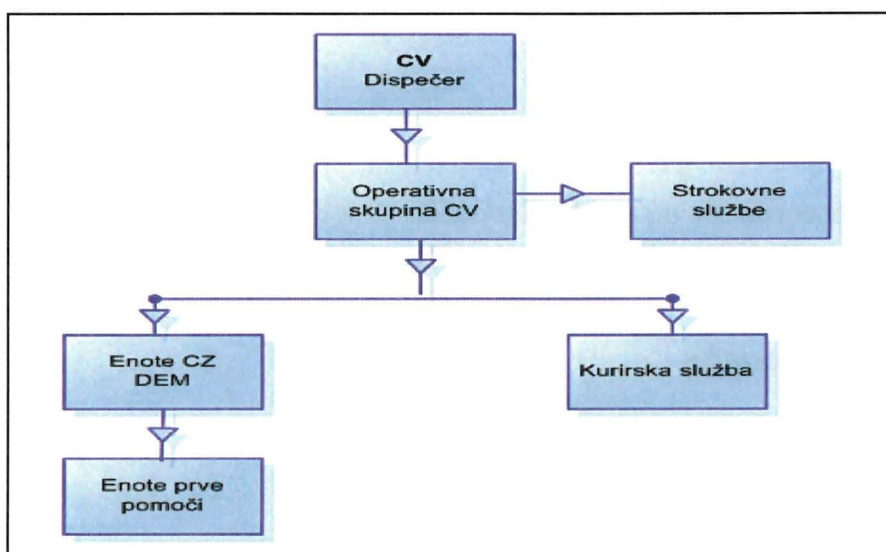 CV
Dispečer
Operativna
skupina CV
Strokovne
službe
Enote CZ
DEM
Kurirska služba
Enote prve
pomoči